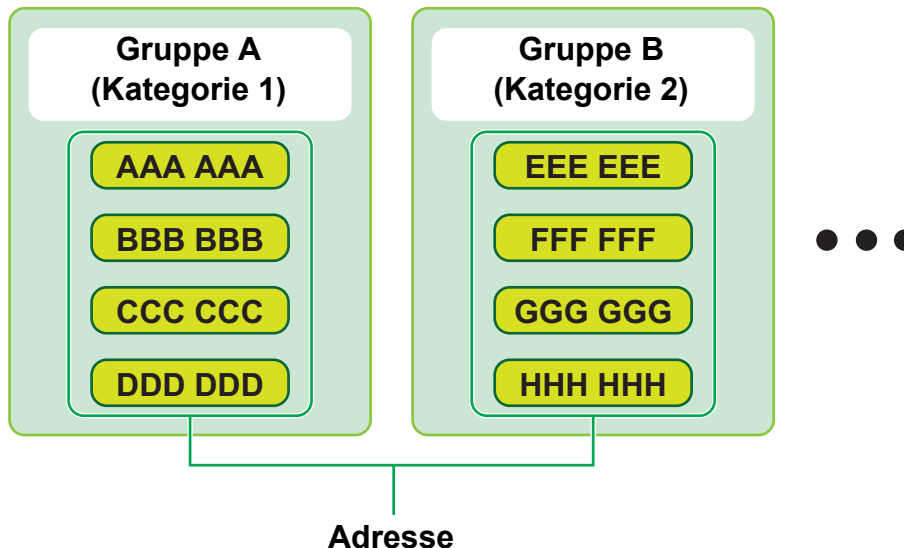 Gruppe A
(Kategorie 1)
AAA AAA
BBB BBB
CCC CCC
DDD DDD
Gruppe B
(Kategorie 2)
EEE EEE
FFF FFF
GGG GGG
HHH HHH
Adresse